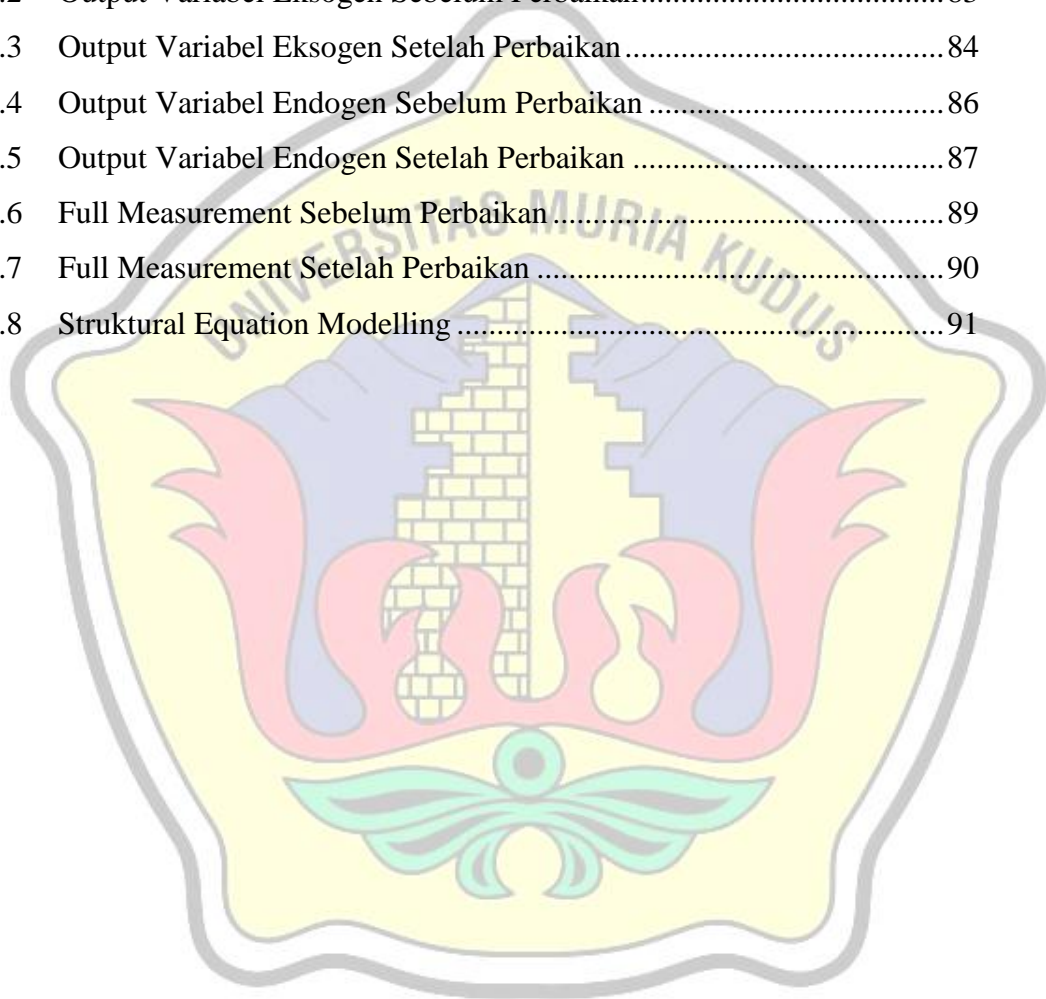 .3 Output Variabel Eksogen Setelah Perbaikan .......... 84
.4 Output Variabel Endogen Sebelum Perbaikan .......... 86
.5 Output Variabel Endogen Setelah Perbaikan .......... 87
.6 Full Measurement Sebelum Perbaikan .......... 89
.7 Full Measurement Setelah Perbaikan .......... 90
.8 Struktural Equation Modelling .......... 91
UNIVERSITAS MURIA KUDUS